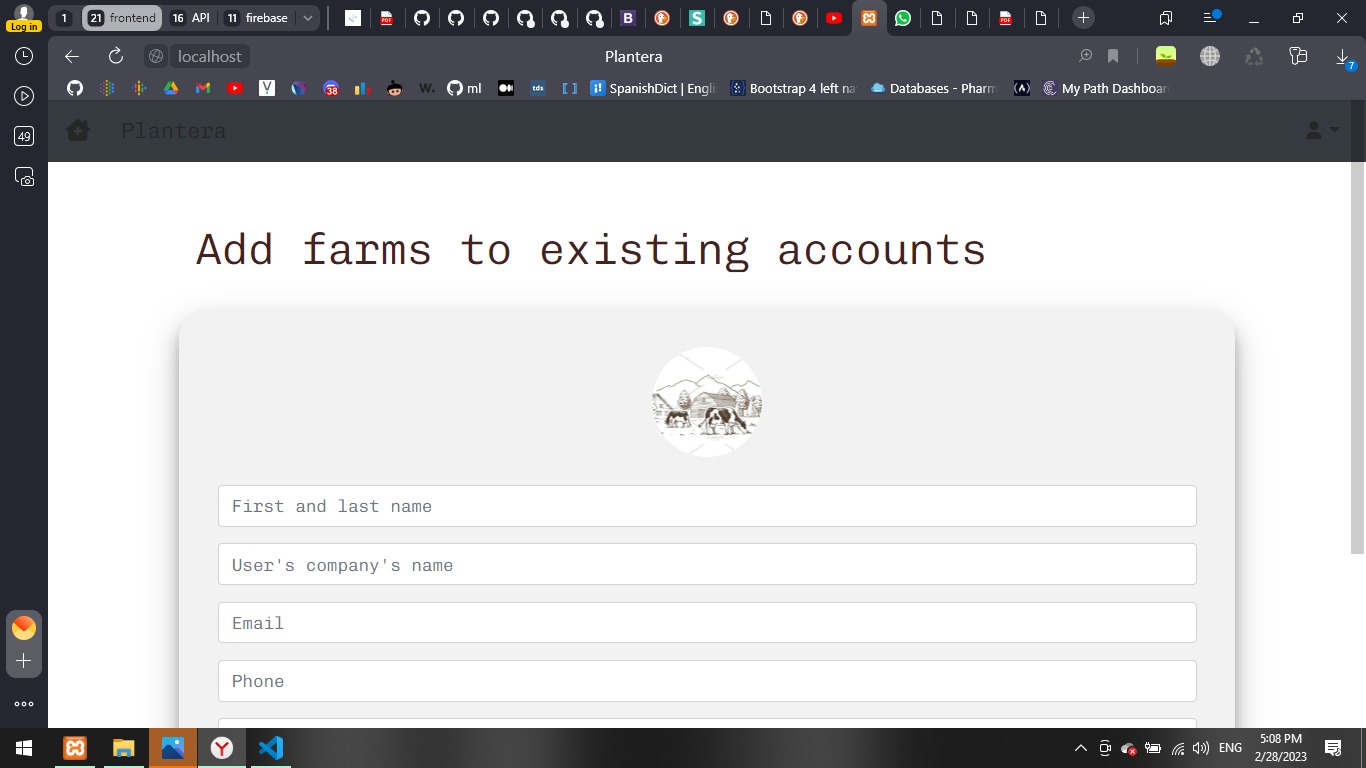 Log in
1
21 frontend
16 API
11 firebase
B
S
localhost
Plantera
7
38
W.
ml
tds
[ ]
SpanishDict | Engli
Bootstrap 4 left na
Databases - Pharm
My Path Dashboar
49
Plantera
Add farms to existing accounts
First and last name
User's company's name
Email
Phone
ENG
5:08 PM
2/28/2023